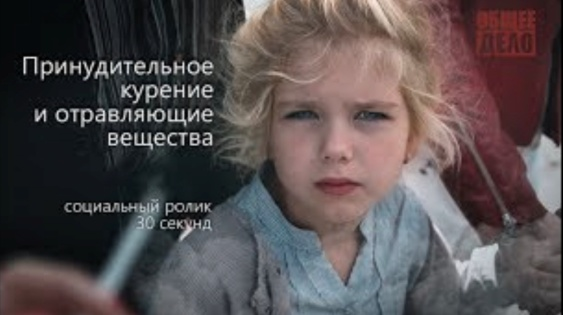 ОБЩЕЕ
ДЕЛО
Принудительное
курение
и отравляющие
вещества
социальный ролик
30 секунд